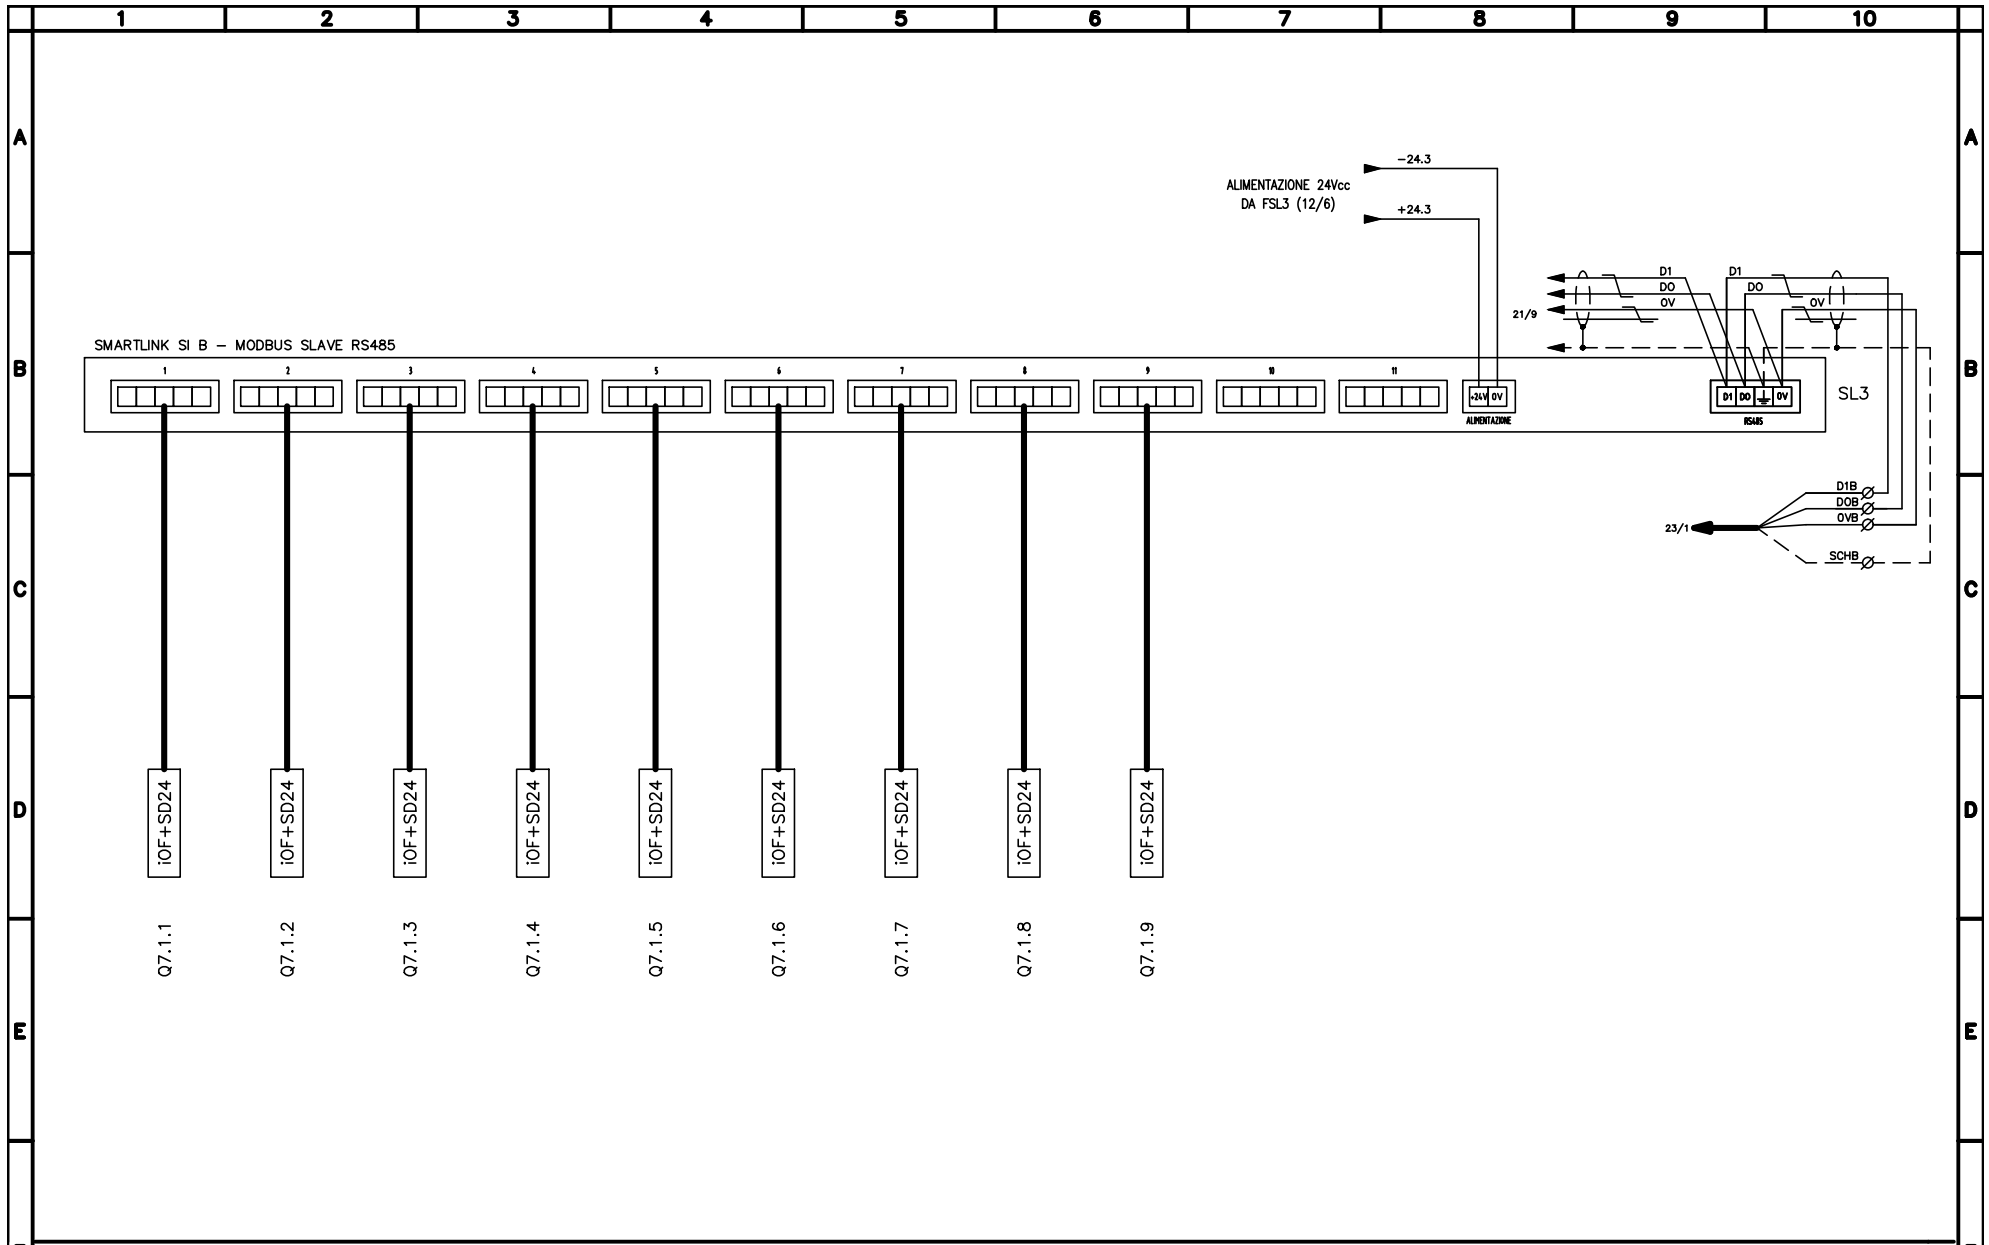 1 2 3 4 5 6 7 8 9 10
A A
-24.3
ALIMENTAZIONE 24Vcc
DA FSL3 (12/6)
+24.3
D1 D1
D0 D0
0V 0V
21/9
SMARTLINK SI B - MODBUS SLAVE RS485
B B
1 2 3 4 5 6 7 8 9 10 11
+24V 0V
ALIMENTAZIONE
D1 D0 0V
RS485
SL3
D1B
D0B
0VB
23/1
SCHB
C C
D D
iOF+SD24 iOF+SD24 iOF+SD24 iOF+SD24 iOF+SD24 iOF+SD24 iOF+SD24 iOF+SD24 iOF+SD24
Q7.1.1 Q7.1.2 Q7.1.3 Q7.1.4 Q7.1.5 Q7.1.6 Q7.1.7 Q7.1.8 Q7.1.9
E E